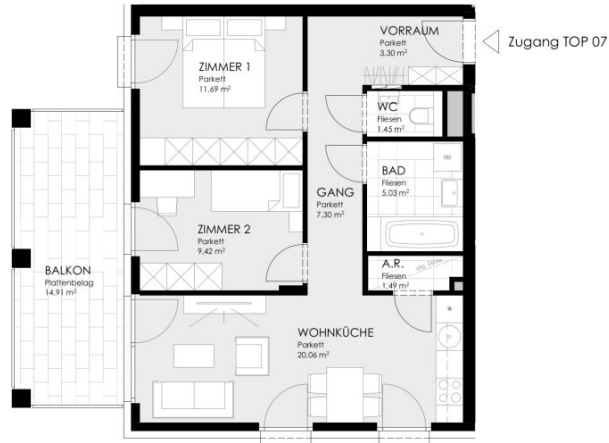 VORRAUM
Parkett
3.30 m²
Zugang TOP 07
ZIMMER 1
Parkett
11.69 m²
WC
Fliesen
1.45 m²
BAD
Fliesen
5.03 m²
GANG
Parkett
7.30 m²
ZIMMER 2
Parkett
9.42 m²
A.R.
Fliesen
1.49 m²
BALKON
Plattenbelag
14.91 m²
WOHNKÜCHE
Parkett
20.06 m²